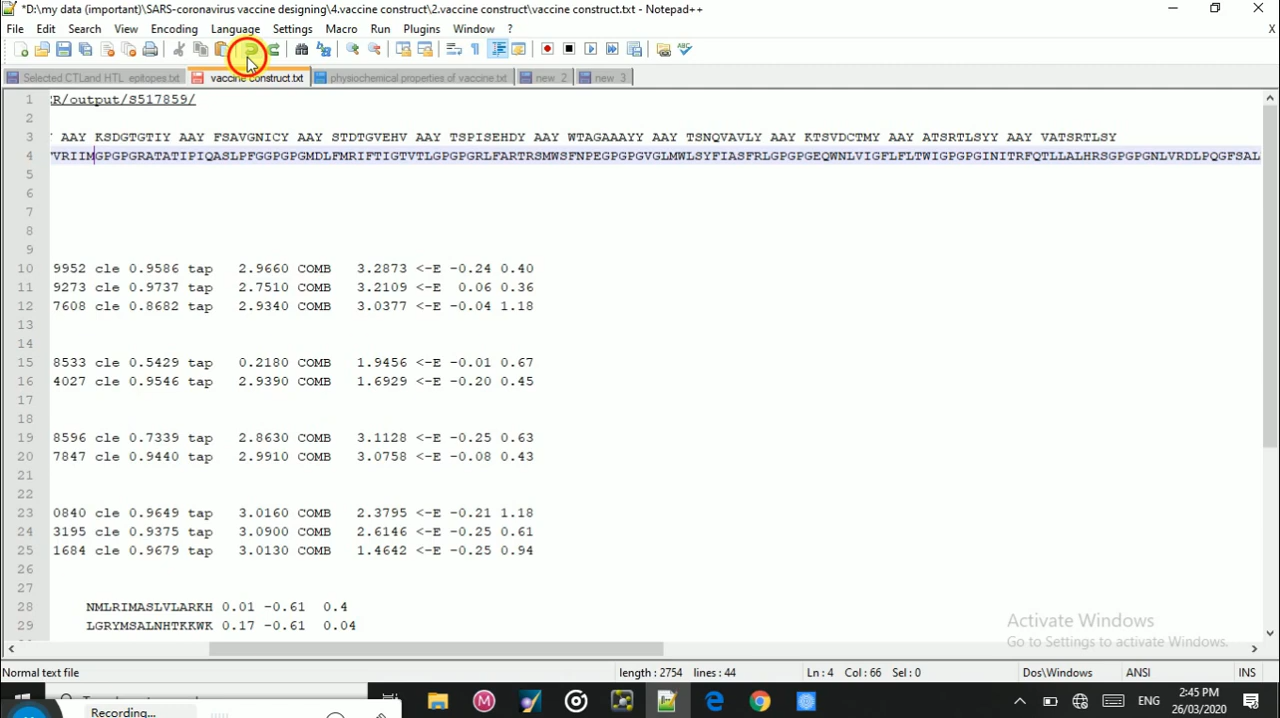 *D:\my data (important)\SARS-coronavirus vaccine designing\4.vaccine construct\2.vaccine construct\vaccine construct.txt - Notepad++
File Edit Search View Encoding Language Settings Macro Run Plugins Window ? X
Selected CTLand HTL epitopes.txt vaccine construct.txt physiochemical properties of vaccine.txt new 2 new 3
1 ER/output/S517859/
2
3 Y AAY KSDGTGTIY AAY FSAVGNICY AAY STDTGVEHV AAY TSPISEHDY AAY WTAGAAAYY AAY TSNQVAVLY AAY KTSVDCTMY AAY ATSRTLSYY AAY VATSRTLSY
4 VRIIMGPGPGRATATIPIQASLPFGGPGPGMDLFMRIFTIGTVTLGPGPGRLFARTRSMWSFNPEGPGPGVGLMWLSYFIASFRLGPGPGEQWNLVIGFLFLTWIGPGPGINITRFQTLLALHRSGPGPGNLVRDLPQGFSAL
5
6
7
8
9
10 9952 cle 0.9586 tap 2.9660 COMB 3.2873 <-E -0.24 0.40
11 9273 cle 0.9737 tap 2.7510 COMB 3.2109 <-E 0.06 0.36
12 7608 cle 0.8682 tap 2.9340 COMB 3.0377 <-E -0.04 1.18
13
14
15 8533 cle 0.5429 tap 0.2180 COMB 1.9456 <-E -0.01 0.67
16 4027 cle 0.9546 tap 2.9390 COMB 1.6929 <-E -0.20 0.45
17
18
19 8596 cle 0.7339 tap 2.8630 COMB 3.1128 <-E -0.25 0.63
20 7847 cle 0.9440 tap 2.9910 COMB 3.0758 <-E -0.08 0.43
21
22
23 0840 cle 0.9649 tap 3.0160 COMB 2.3795 <-E -0.21 1.18
24 3195 cle 0.9375 tap 3.0900 COMB 2.6146 <-E -0.25 0.61
25 1684 cle 0.9679 tap 3.0130 COMB 1.4642 <-E -0.25 0.94
26
27
28 NMLRIMASLVLARKH 0.01 -0.61 0.4
29 LGRYMSALNHTKKWK 0.17 -0.61 0.04
Activate Windows
Go to Settings to activate Windows.
Normal text file length : 2754 lines : 44 Ln : 4 Col : 66 Sel : 0 Dos\Windows ANSI INS
ENG
2:45 PM
26/03/2020
Recording...